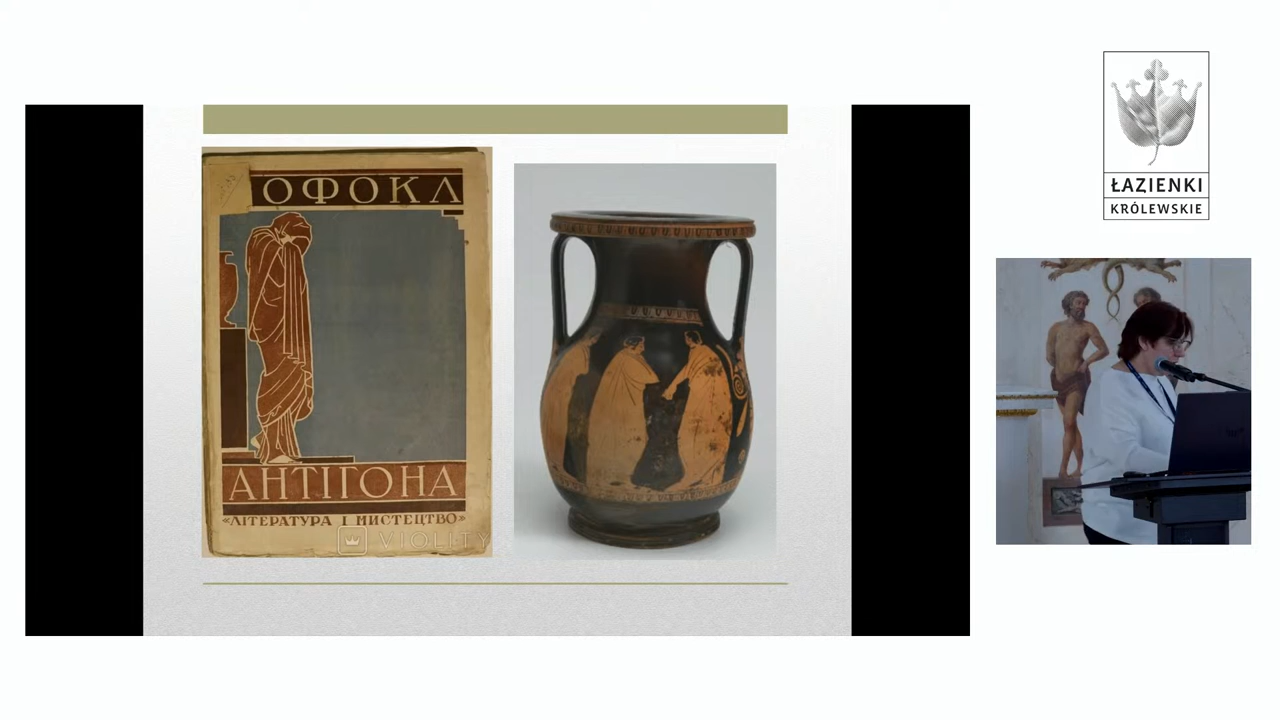 ОФОКЛ
АНТІГОНА
«ЛІТЕРАТУРА І МИСТЕЦТВО»
VIOLITY
ŁAZIENKI
KRÓLEWSKIE